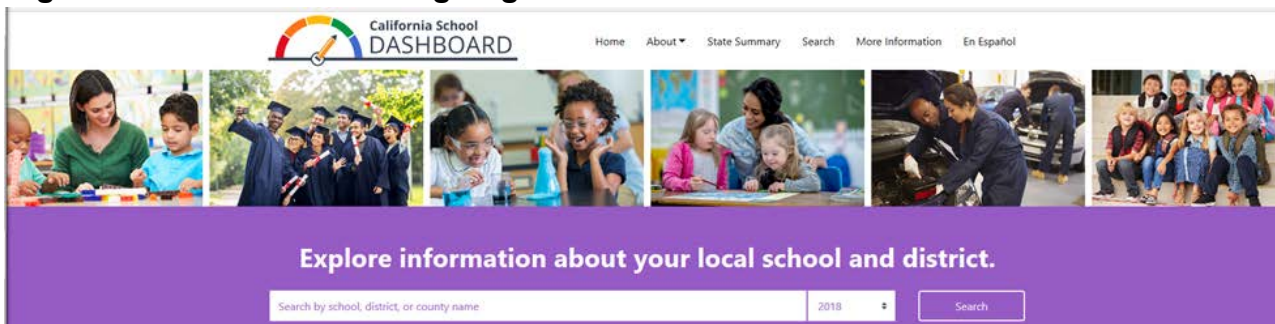 California School
DASHBOARD
Home About State Summary Search More Information En Español
Explore information about your local school and district.
Search by school, district, or county name 2018 Search